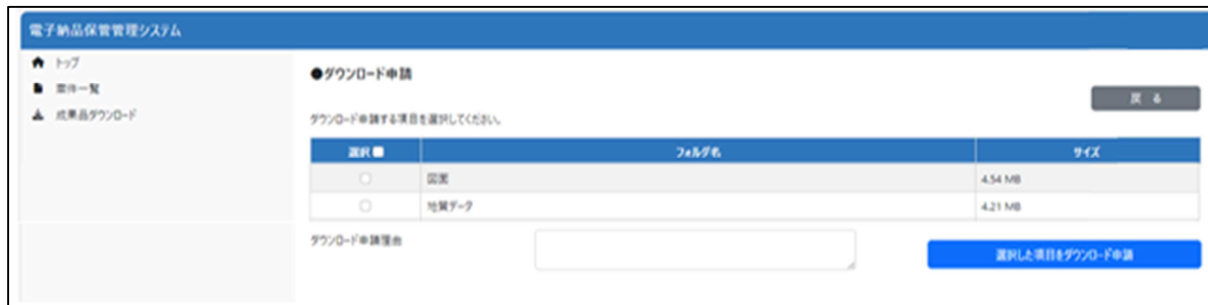 電子納品保管管理システム
トップ
案件一覧
成果品ダウンロード
●ダウンロード申請
戻る
ダウンロード申請する項目を選択してください。
選択 フォルダ名 サイズ
図面 4.54 MB
地質データ 4.21 MB
ダウンロード申請理由
選択した項目をダウンロード申請